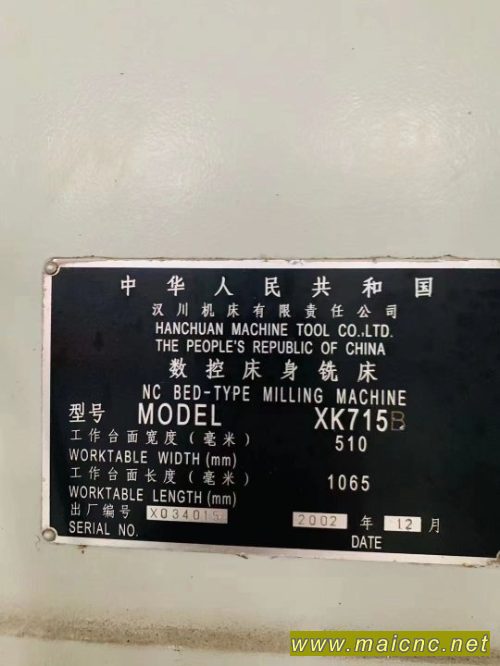 中华人民共和国
汉川机床有限责任公司
HANCHUAN MACHINE TOOL CO.,LTD.
THE PEOPLE'S REPUBLIC OF CHINA
数控床身铣床
NC BED-TYPE MILLING MACHINE
型号 MODEL XK715B
工作台面宽度(毫米) 510
WORKTABLE WIDTH (mm)
工作台面长度(毫米) 1065
WORKTABLE LENGTH (mm)
出厂编号 2002 年 12 月
SERIAL NO. DATE
www.maicnc.net